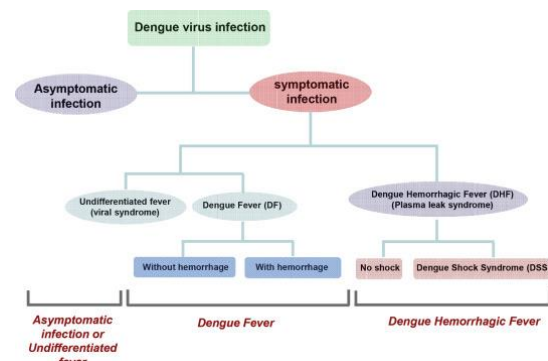 Dengue virus infection
Asymptomatic
infection
symptomatic
infection
Undifferentiated fever
(viral syndrome)
Dengue Fever (DF)
Dengue Hemorrhagic Fever (DHF)
(Plasma leak syndrome)
Without hemorrhage
With hemorrhage
No shock
Dengue Shock Syndrome (DSS
Asymptomatic
infection or
Undifferentiated
fever
Dengue Fever
Dengue Hemorrhagic Fever